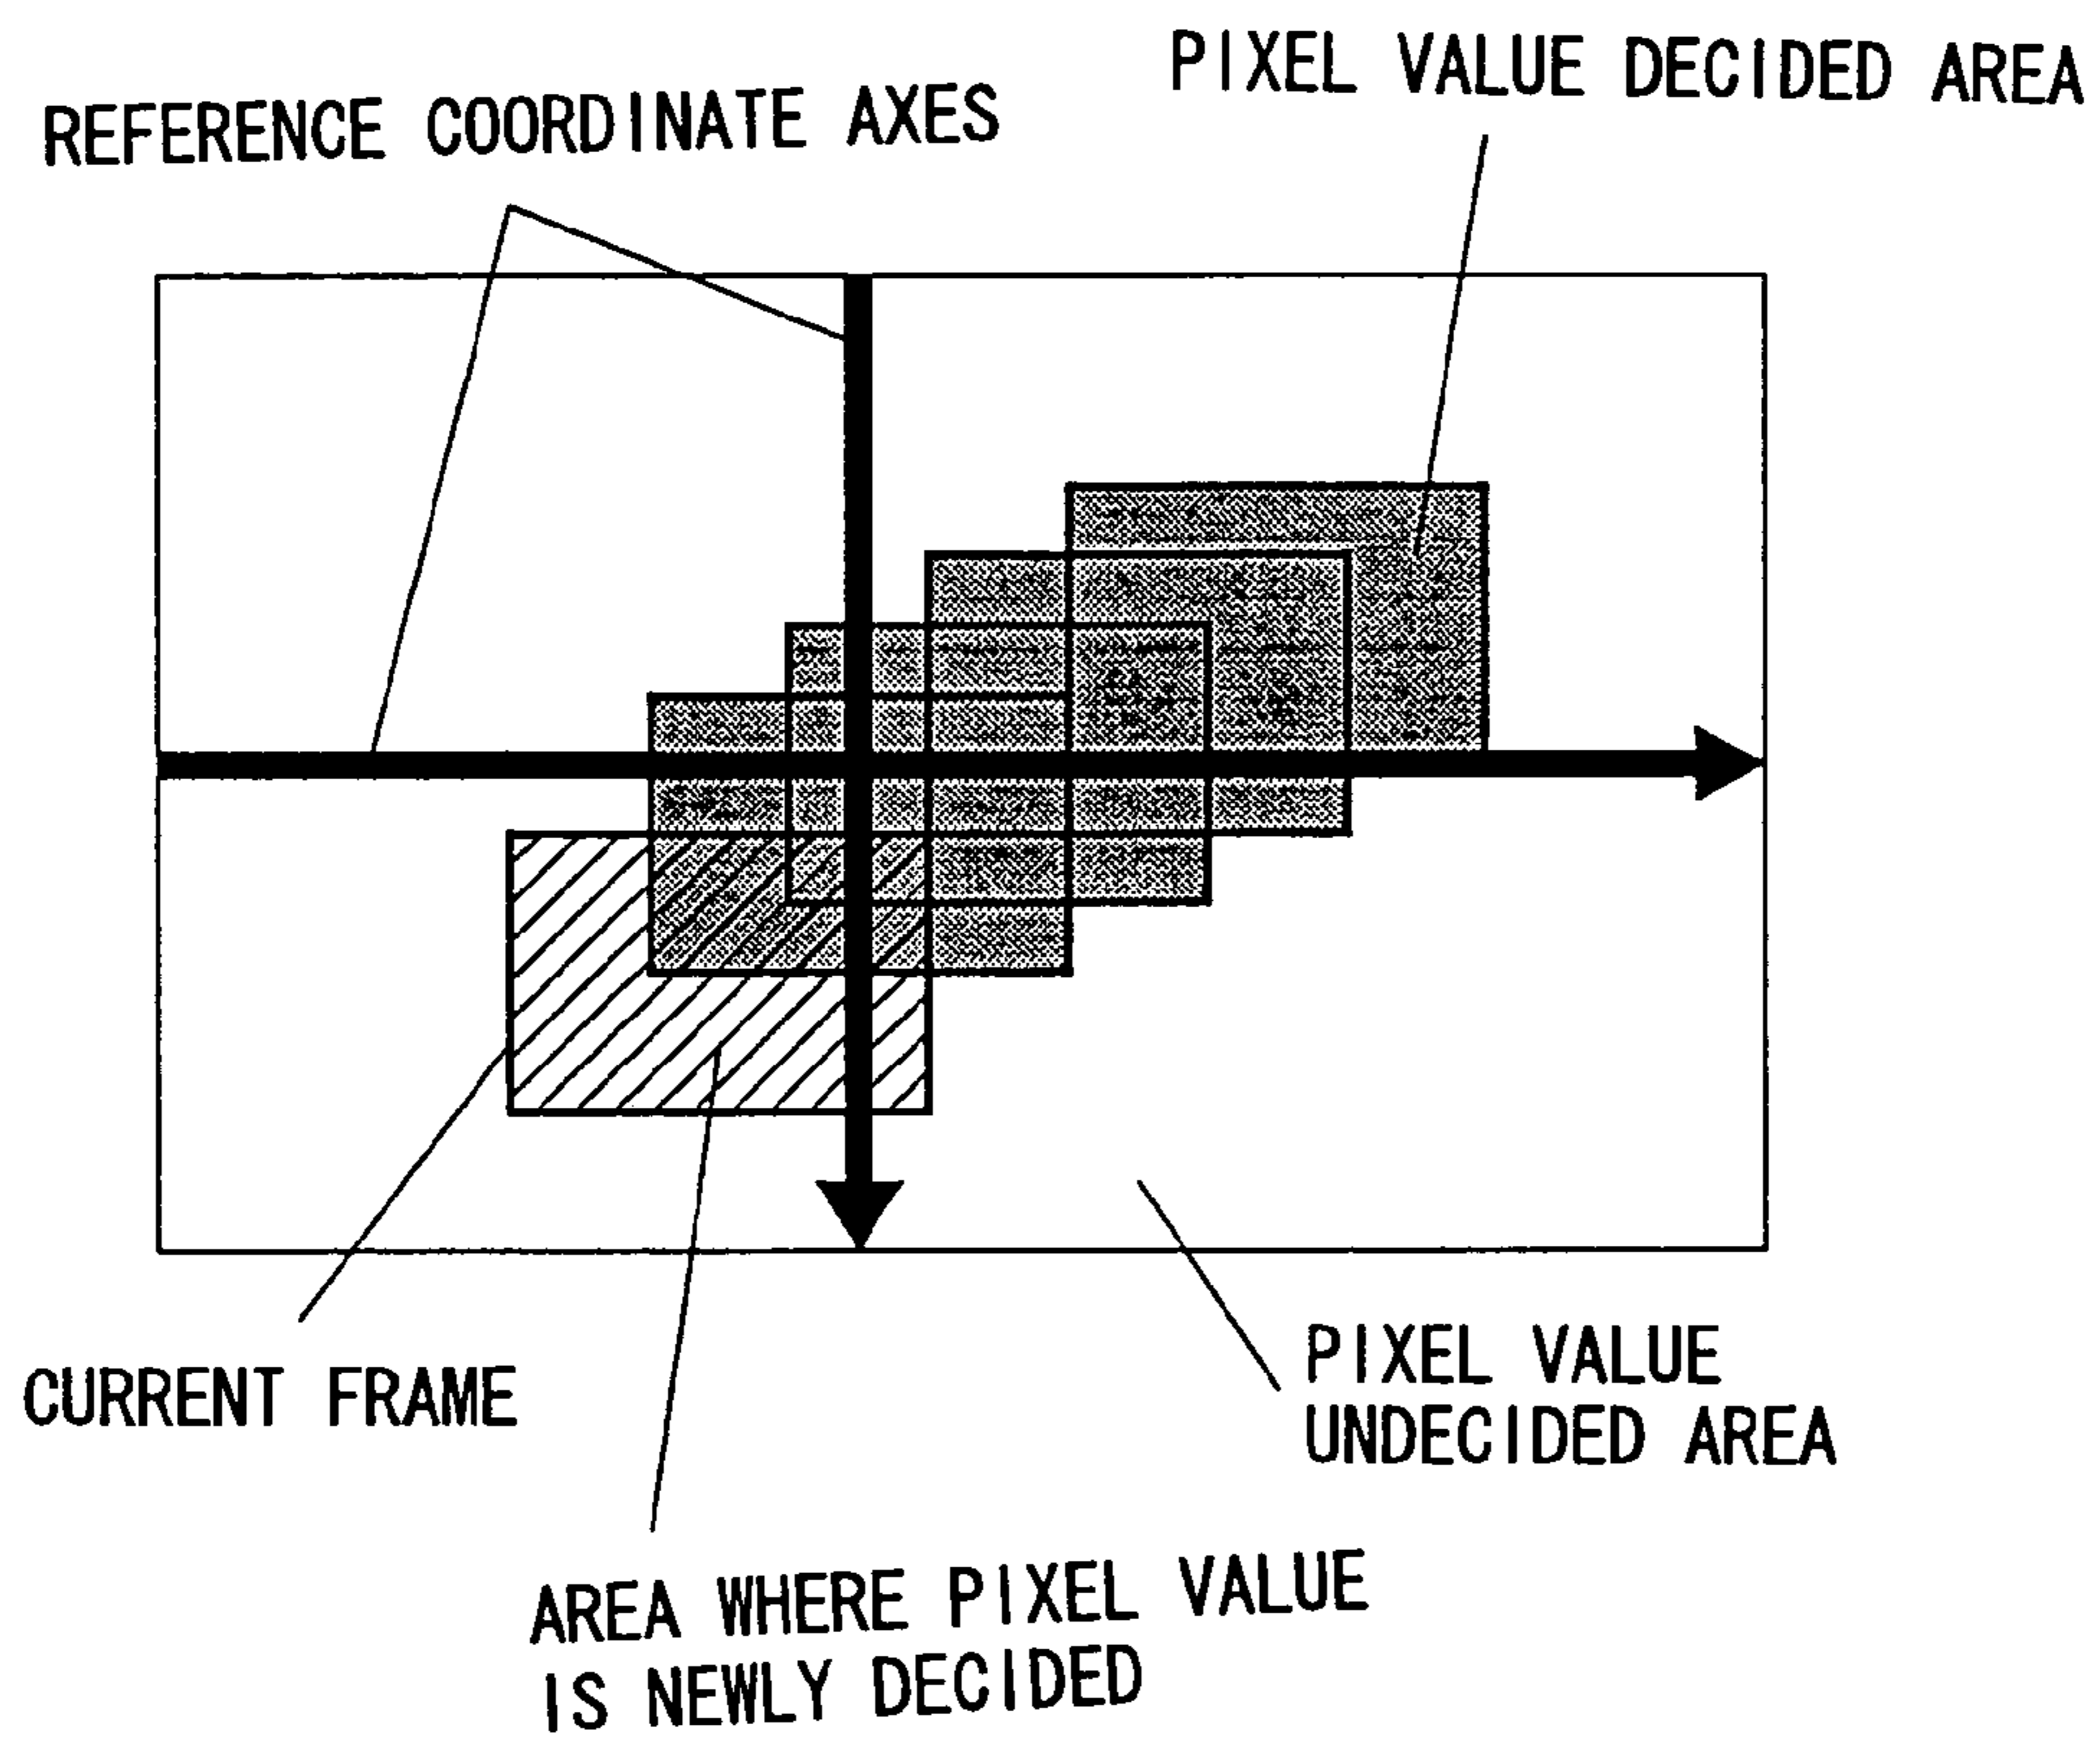 PIXEL VALUE DECIDED AREA
REFERENCE COORDINATE AXES
CURRENT FRAME
PIXEL VALUE
UNDECIDED AREA
AREA WHERE PIXEL VALUE
IS NEWLY DECIDED